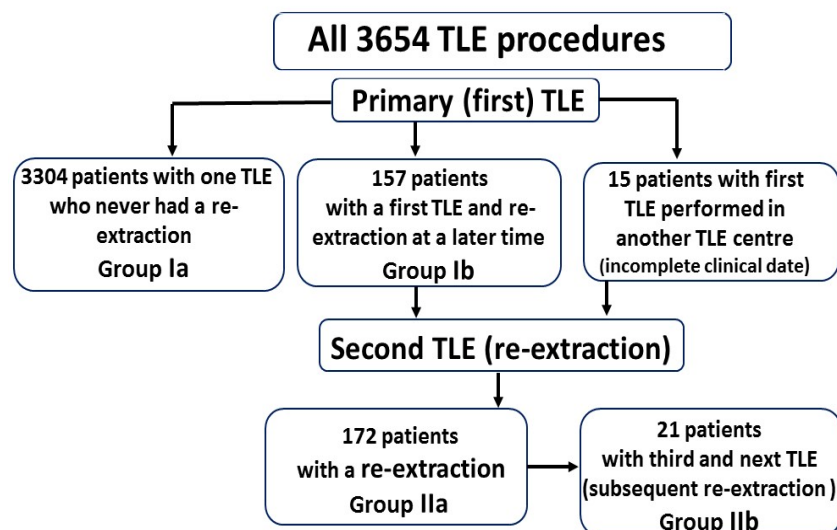 All 3654 TLE procedures
Primary (first) TLE
3304 patients with one TLE
who never had a re-
extraction
Group Ia
157 patients
with a first TLE and re-
extraction at a later time
Group Ib
15 patients with first
TLE performed in
another TLE centre
(incomplete clinical date)
Second TLE (re-extraction)
172 patients
with a re-extraction
Group IIa
21 patients
with third and next TLE
(subsequent re-extraction )
Group IIb